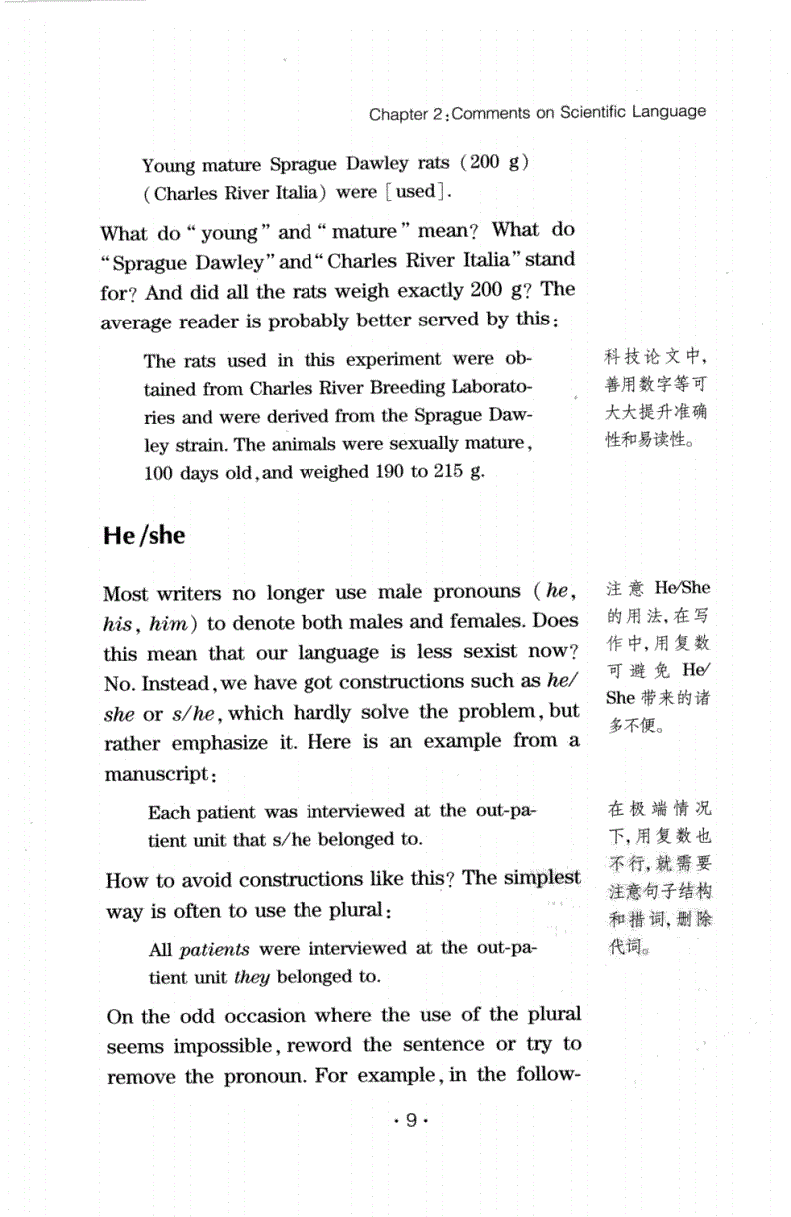 Chapter 2:Comments on Scientific Language
Young mature Sprague Dawley rats (200 g)
(Charles River Italia) were [used].
What do “young” and “mature” mean? What do
“Sprague Dawley” and “Charles River Italia” stand
for? And did all the rats weigh exactly 200 g? The
average reader is probably better served by this:
The rats used in this experiment were ob-
tained from Charles River Breeding Laborato-
ries and were derived from the Sprague Daw-
ley strain. The animals were sexually mature,
100 days old, and weighed 190 to 215 g.
科技论文中,
善用数字等可
大大提升准确
性和易读性。
He/she
Most writers no longer use male pronouns (he,
his, him) to denote both males and females. Does
this mean that our language is less sexist now?
No. Instead, we have got constructions such as he/
she or s/he, which hardly solve the problem, but
rather emphasize it. Here is an example from a
manuscript:
注意 He/She
的用法,在写
作中,用复数
可避免 He/
She 带来的诸
多不便。
Each patient was interviewed at the out-pa-
tient unit that s/he belonged to.
How to avoid constructions like this? The simplest
way is often to use the plural:
All patients were interviewed at the out-pa-
tient unit they belonged to.
在极端情况
下,用复数也
不行,就需要
注意句子结构
和措词,删除
代词。
On the odd occasion where the use of the plural
seems impossible, reword the sentence or try to
remove the pronoun. For example, in the follow-
· 9 ·